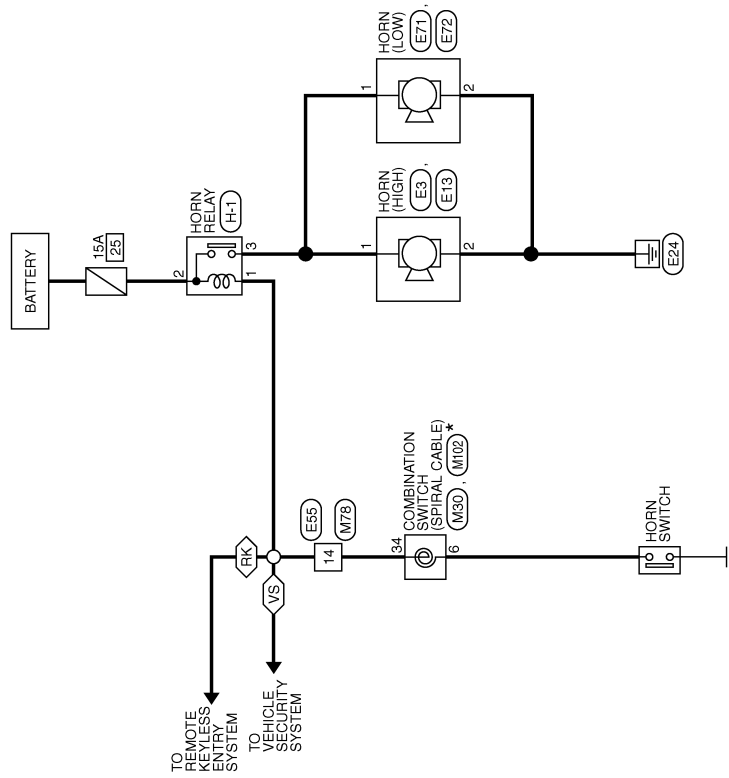 BATTERY
15A
25
2
HORN
RELAY
H-1
3
1
HORN
(LOW)
E71 ,
E72
1
2
HORN
(HIGH)
E3 ,
E13
1
2
E24
RK
VS
E55
M78
14
34
COMBINATION
SWITCH
(SPIRAL CABLE)
M30 , M102 *
6
HORN
SWITCH
TO
REMOTE
KEYLESS
ENTRY
SYSTEM
TO
VEHICLE
SECURITY
SYSTEM